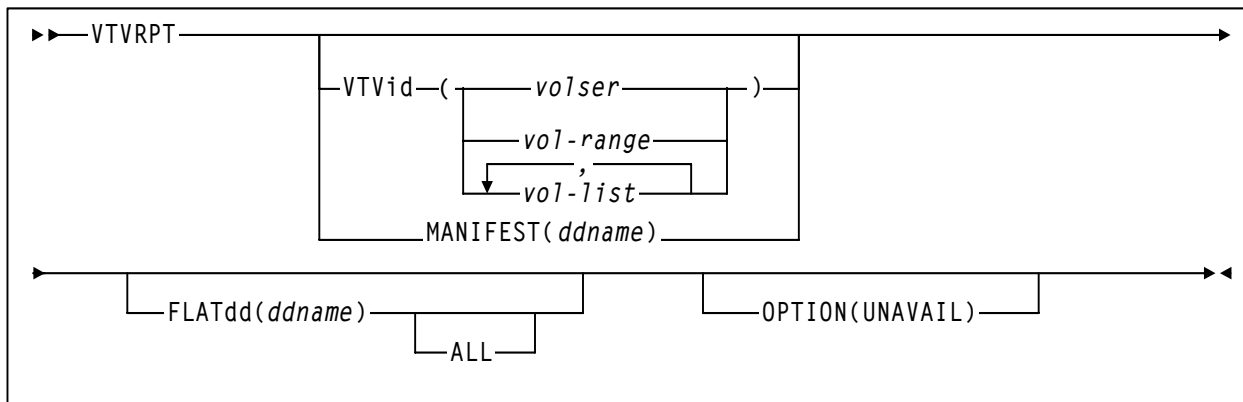 VTVRPT
VTVid ( volser )
vol-range
,
vol-list
MANIFEST(ddname)
FLATdd(ddname)
ALL
OPTION(UNAVAIL)